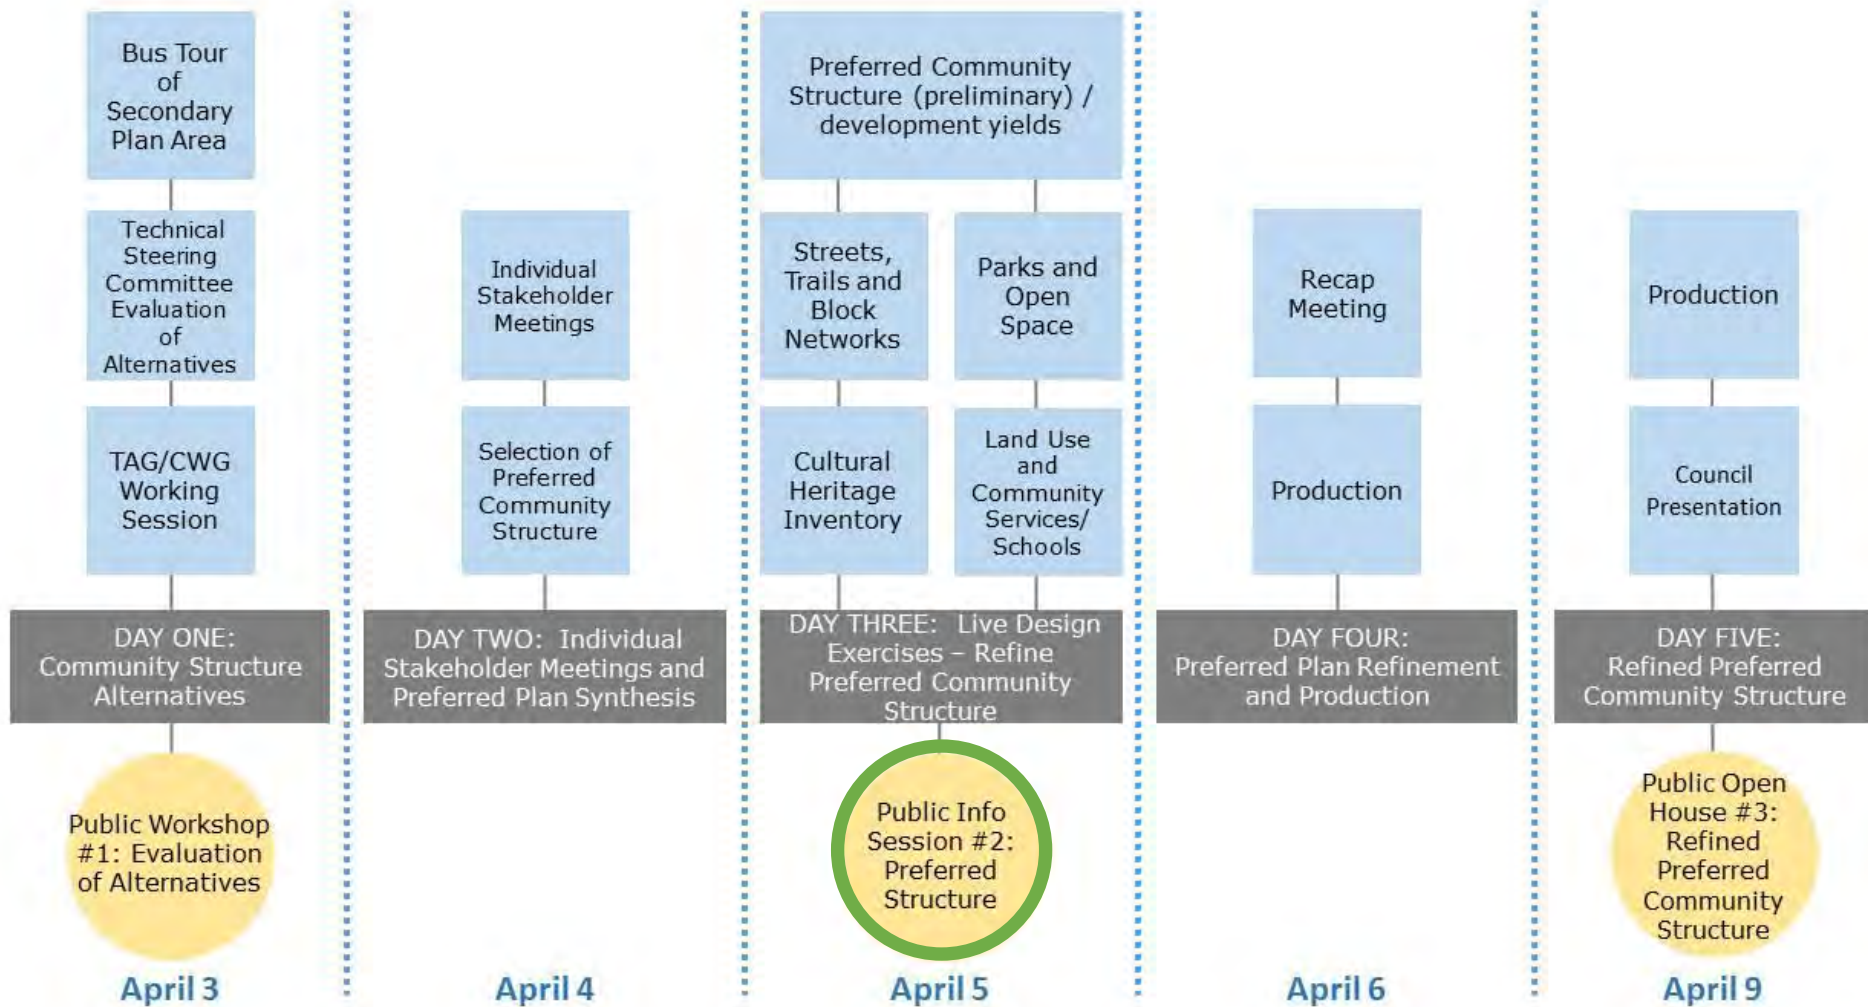 Bus Tour
of
Secondary
Plan Area
Technical
Steering
Committee
Evaluation
of
Alternatives
TAG/CWG
Working
Session
DAY ONE:
Community Structure
Alternatives
Public Workshop
#1: Evaluation
of Alternatives
April 3
Individual
Stakeholder
Meetings
Selection of
Preferred
Community
Structure
DAY TWO: Individual
Stakeholder Meetings and
Preferred Plan Synthesis
April 4
Preferred Community
Structure (preliminary) /
development yields
Streets,
Trails and
Block
Networks
Parks and
Open
Space
Cultural
Heritage
Inventory
Land Use
and
Community
Services/
Schools
DAY THREE: Live Design
Exercises – Refine
Preferred Community
Structure
Public Info
Session #2:
Preferred
Structure
April 5
Recap
Meeting
Production
DAY FOUR:
Preferred Plan Refinement
and Production
April 6
Production
Council
Presentation
DAY FIVE:
Refined Preferred
Community Structure
Public Open
House #3:
Refined
Preferred
Community
Structure
April 9